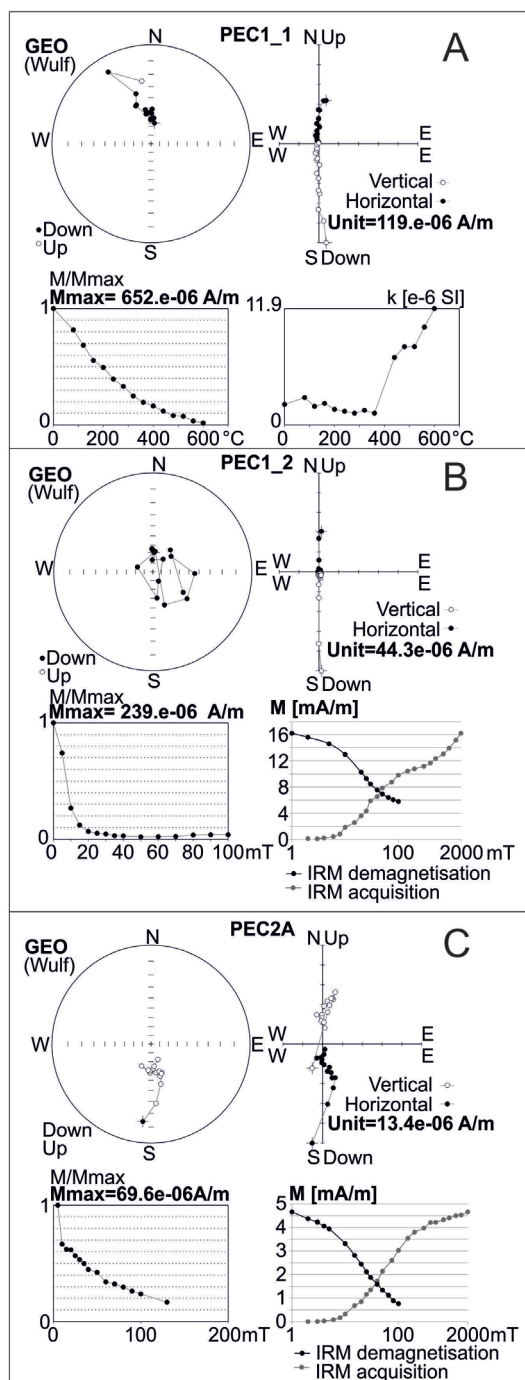 PEC1_1
A
GEO
(Wulf)
N
W
E
S
Down
Up
N Up
W E
W E
Vertical
Horizontal
Unit=119.e-06 A/m
S Down
M/Mmax
Mmax= 652.e-06 A/m
1
0
0 200 400 600 °C
k [e-6 SI]
11.9
0
0 200 400 600 °C
PEC1_2
B
GEO
(Wulf)
N
W
E
S
Down
Up
N Up
W E
W E
Vertical
Horizontal
Unit=44.3e-06 A/m
S Down
M/Mmax
Mmax= 239.e-06 A/m
1
0
0 20 40 60 80 100
mT
M [mA/m]
16
12
8
4
0
1 100 2000 mT
IRM demagnetisation
IRM acquisition
PEC2A
C
GEO
(Wulf)
N
W
E
S
Down
Up
N Up
W E
W E
Vertical
Horizontal
Unit=13.4e-06 A/m
S Down
M/Mmax
Mmax=69.6e-06A/m
1
0
0 100 200mT
M [mA/m]
5
4
3
2
1
0
1 100 2000 mT
IRM demagnetisation
IRM acquisition